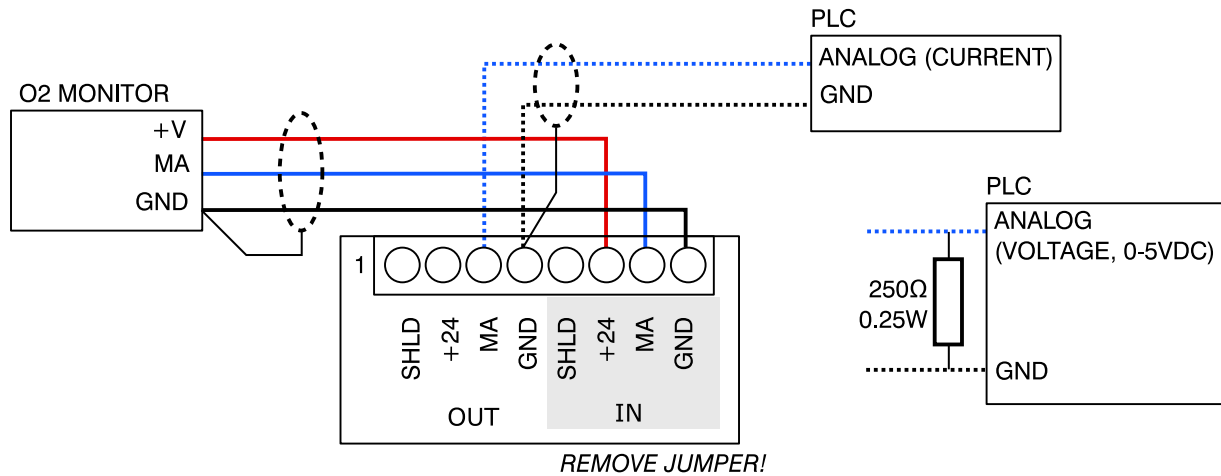 PLC
ANALOG (CURRENT)
GND
O2 MONITOR
+V
MA
GND
PLC
ANALOG
(VOLTAGE, 0-5VDC)
250Ω
0.25W
GND
1
SHLD
+24
MA
GND
SHLD
+24
MA
GND
OUT
IN
REMOVE JUMPER!